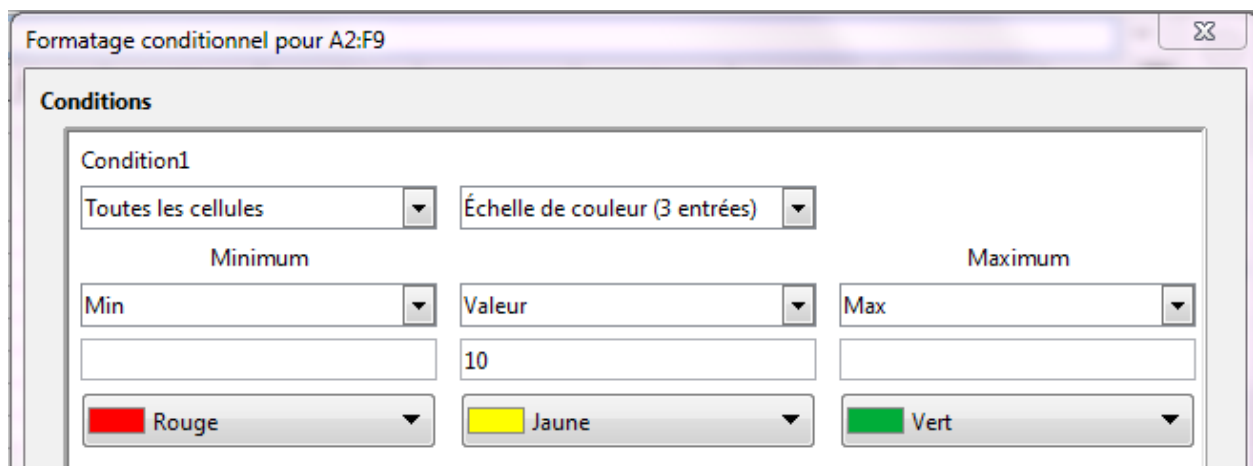 Formatage conditionnel pour A2:F9
Conditions
Condition1
Toutes les cellules Échelle de couleur (3 entrées)
Minimum Maximum
Min Valeur Max
10
Rouge Jaune Vert